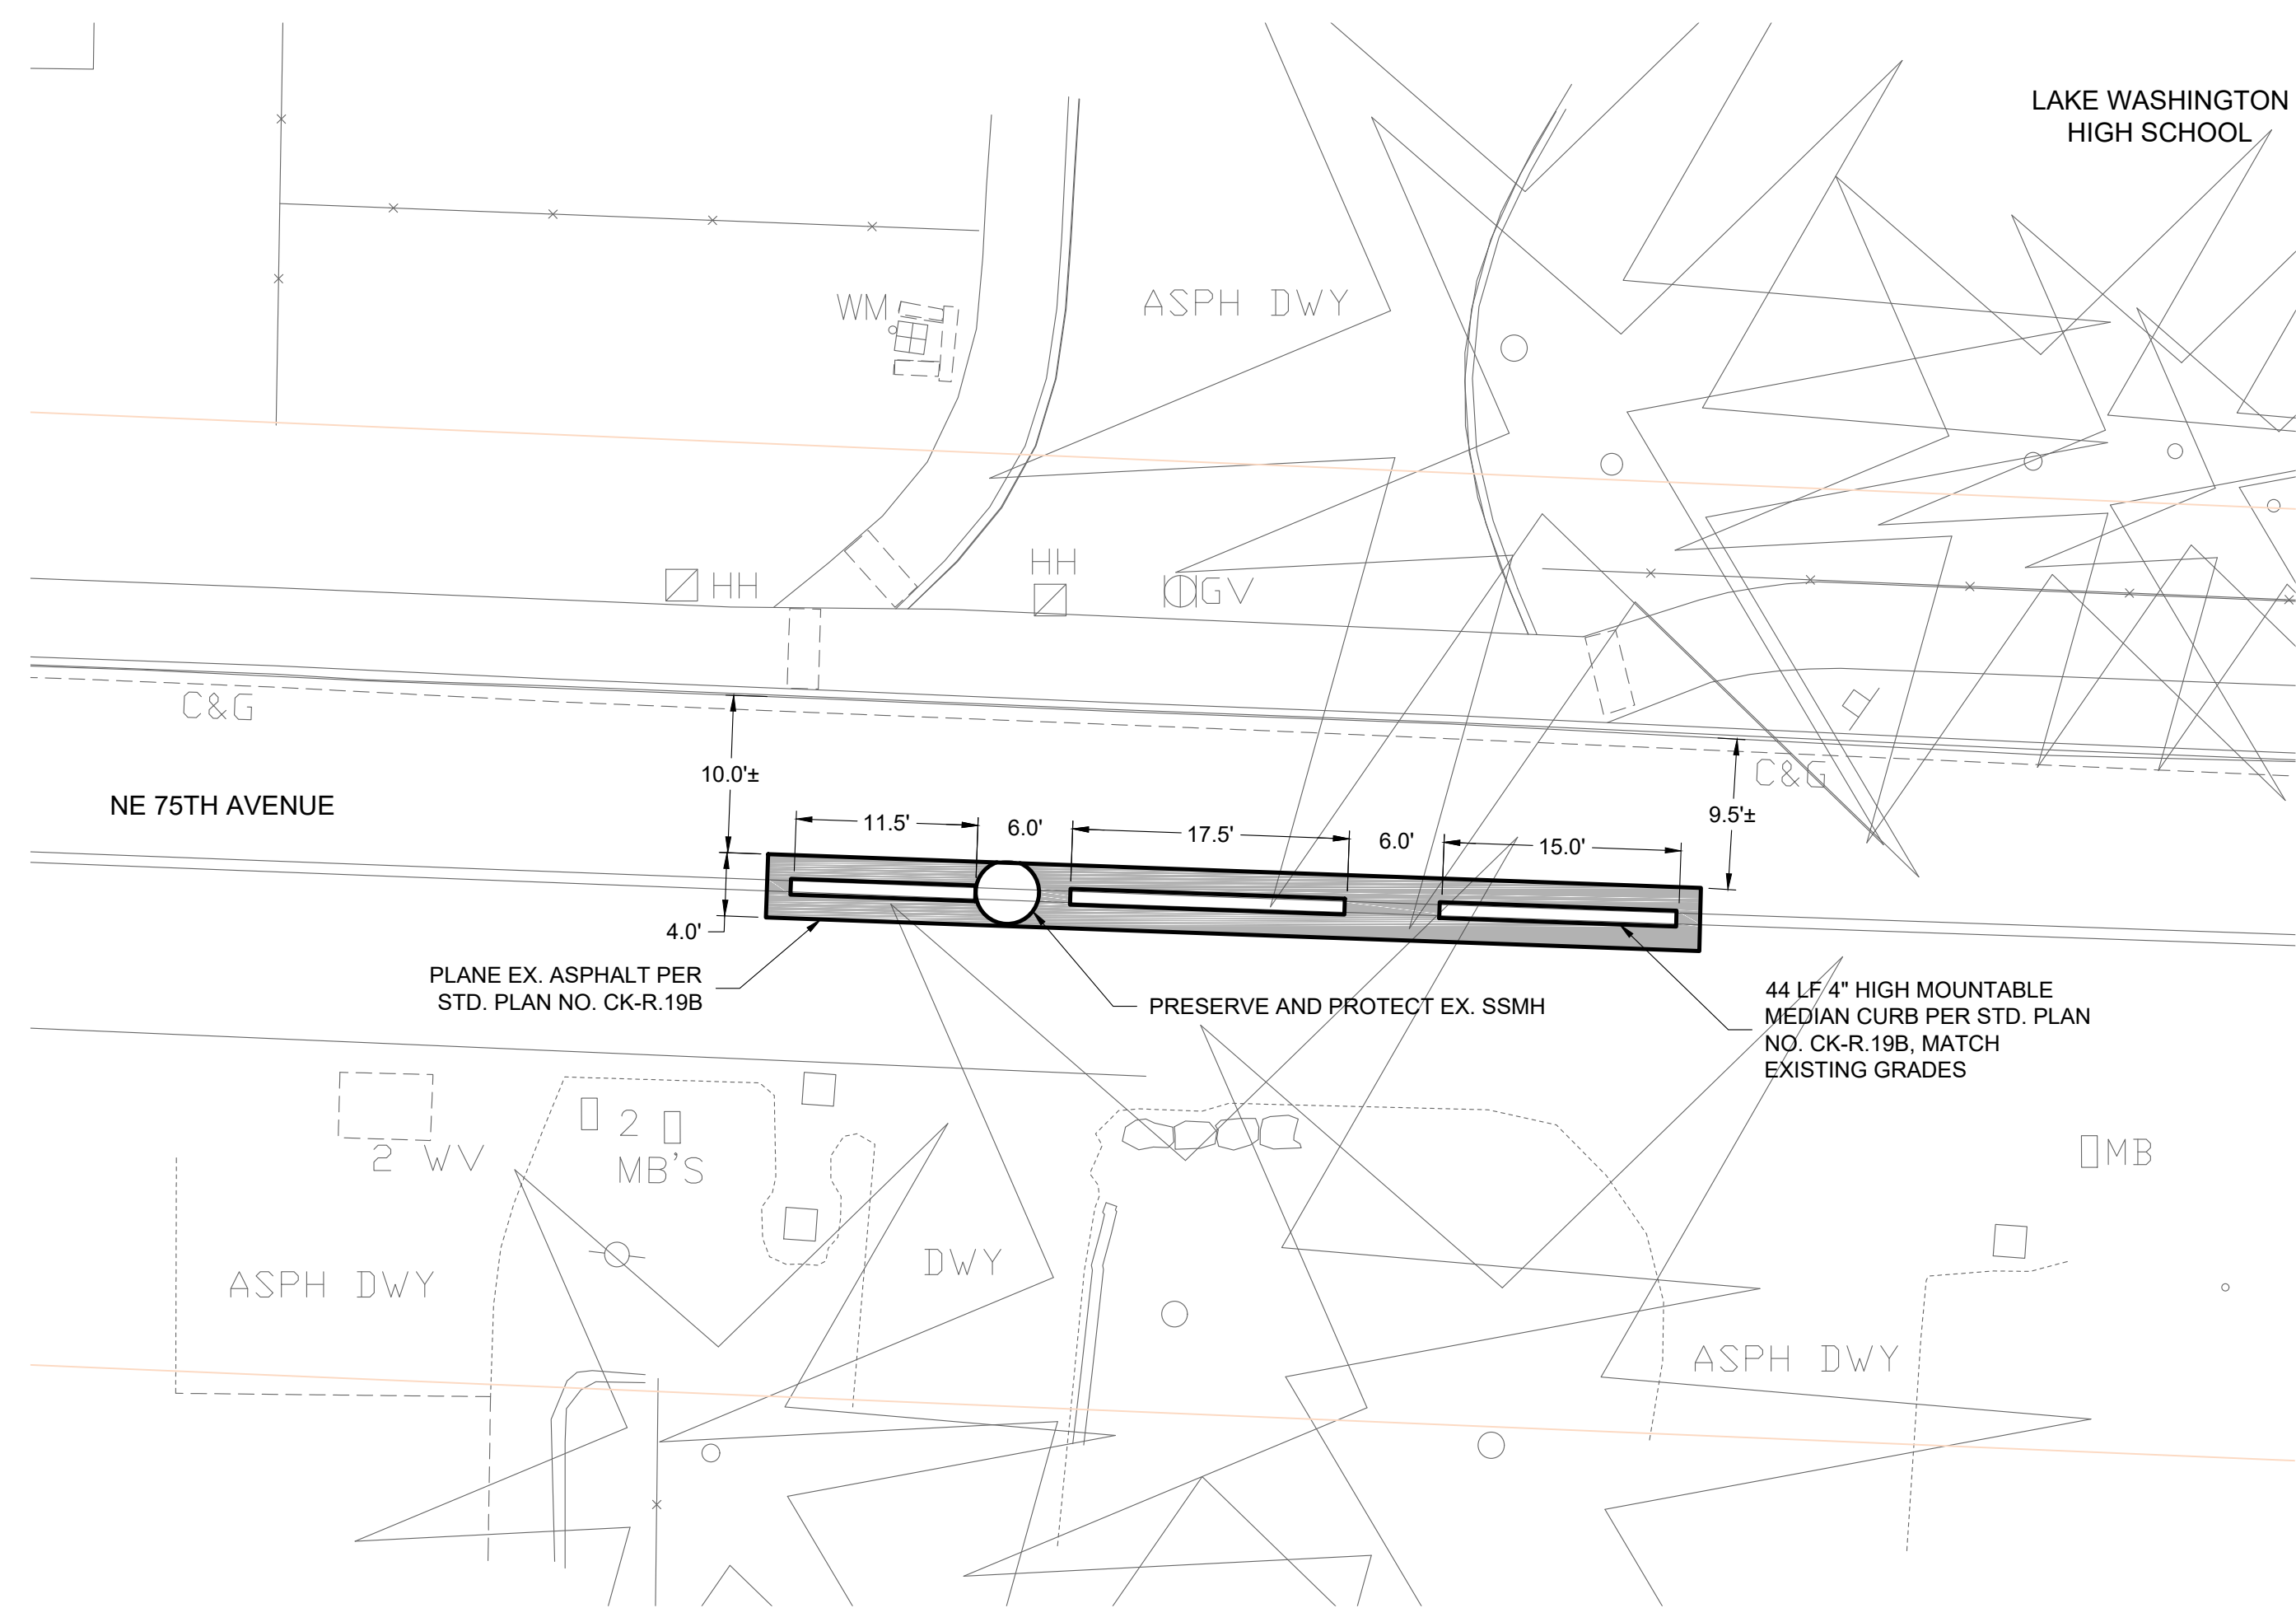 LAKE WASHINGTON
HIGH SCHOOL
WM
ASPH DWY
HH
HH
GV
C&G
C&G
10.0'±
NE 75TH AVENUE
11.5'
6.0'
17.5'
6.0'
15.0'
9.5'±
4.0'
PLANE EX. ASPHALT PER
STD. PLAN NO. CK-R.19B
PRESERVE AND PROTECT EX. SSMH
44 LF 4" HIGH MOUNTABLE
MEDIAN CURB PER STD. PLAN
NO. CK-R.19B, MATCH
EXISTING GRADES
2 WV
2
MB'S
MB
ASPH DWY
DWY
ASPH DWY